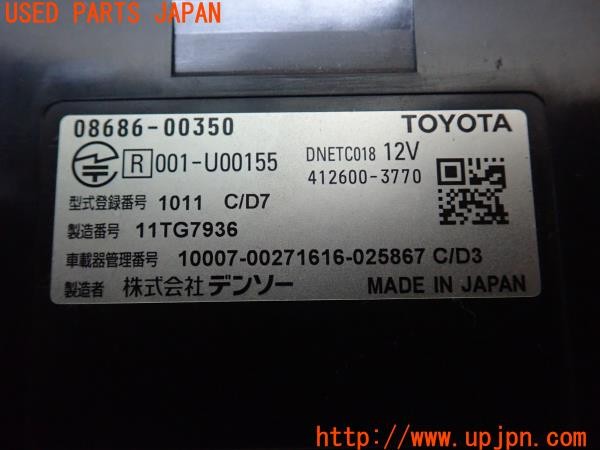 USED PARTS JAPAN
08686-00350 TOYOTA
R 001-U00155 DNETC018 12V
412600-3770
型式登録番号 1011 C/D7
製造番号 11TG7936
車載器管理番号 10007-00271616-025867 C/D3
製造者 株式会社 デンソー MADE IN JAPAN
UPJ http://www.upjpn.com